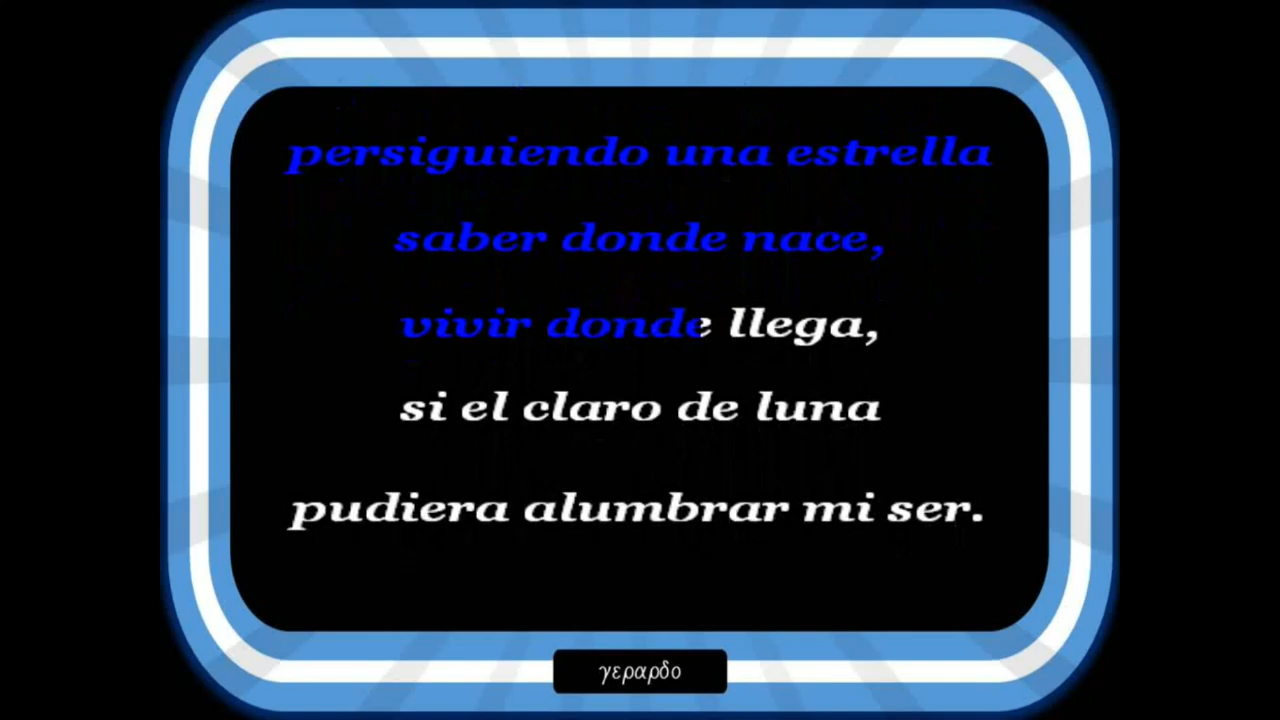 persiguiendo una estrella
saber donde nace,
vivir donde llega,
si el claro de luna
pudiera alumbrar mi ser.
γεραρδο